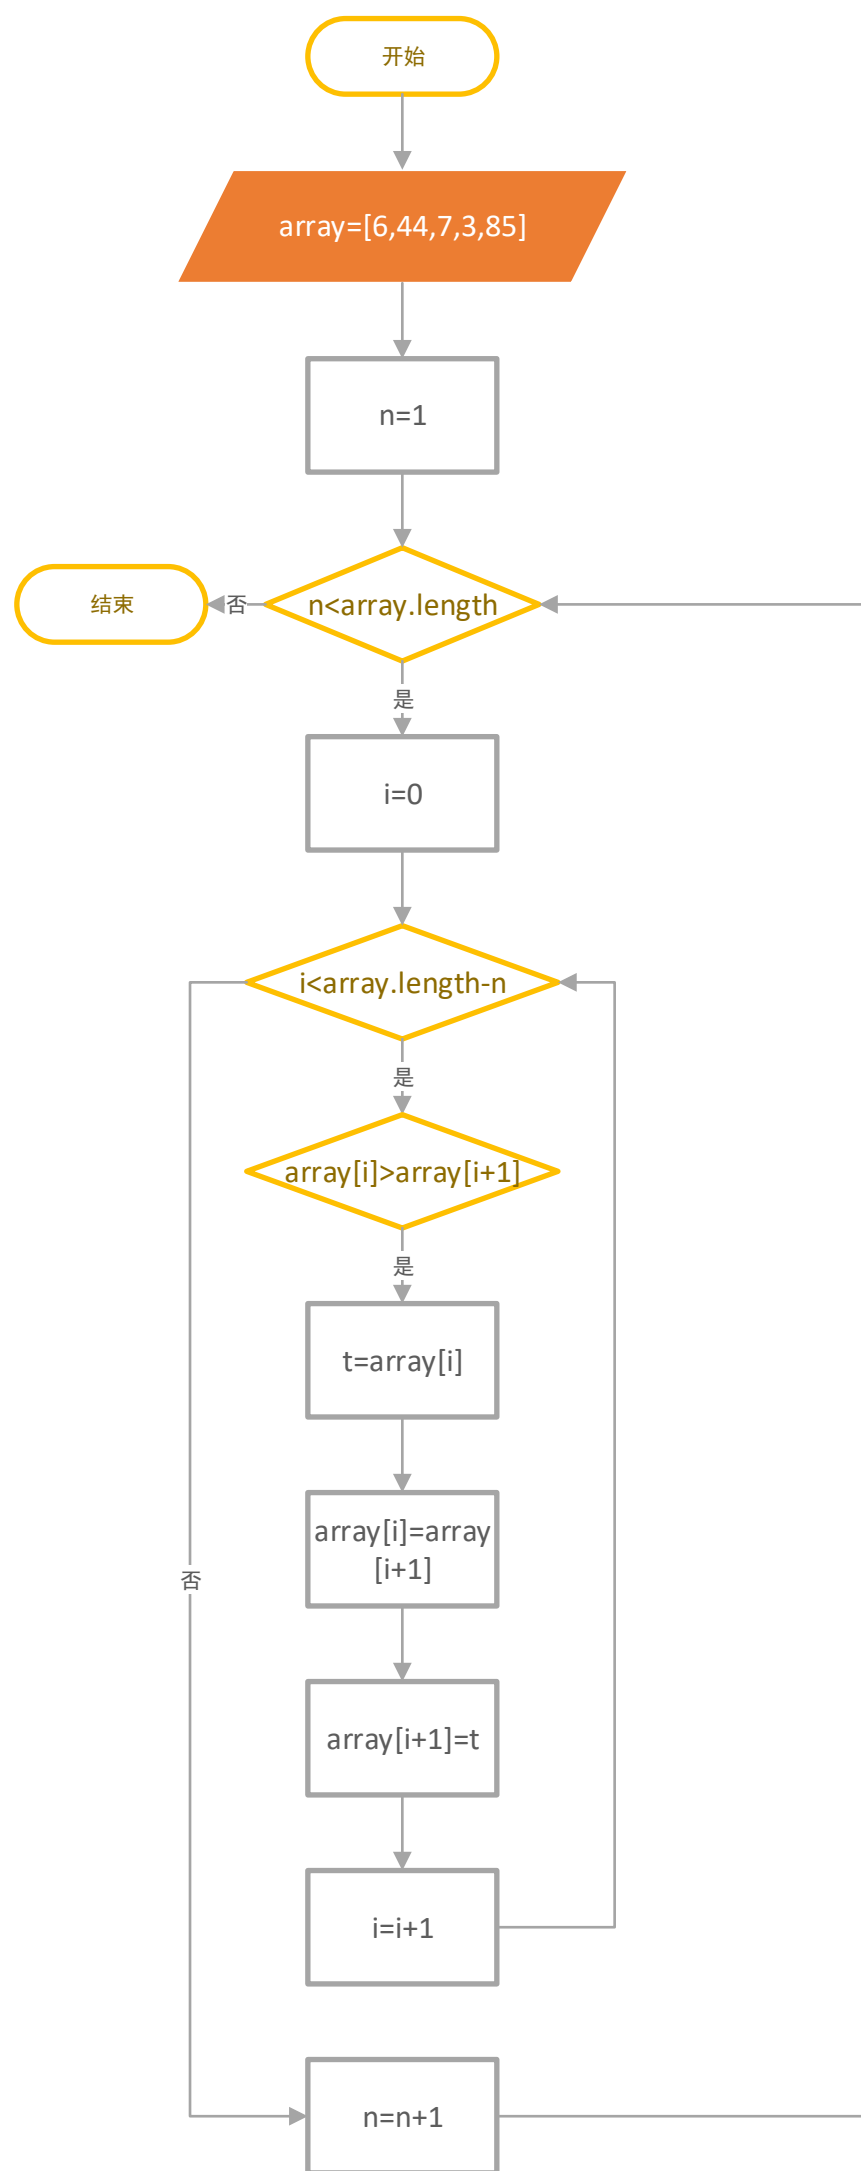 开始
array=[6,44,7,3,85]
n=1
结束
否
n<array.length
是
i=0
i<array.length-n
是
array[i]>array[i+1]
是
t=array[i]
array[i]=array
[i+1]
否
array[i+1]=t
i=i+1
n=n+1